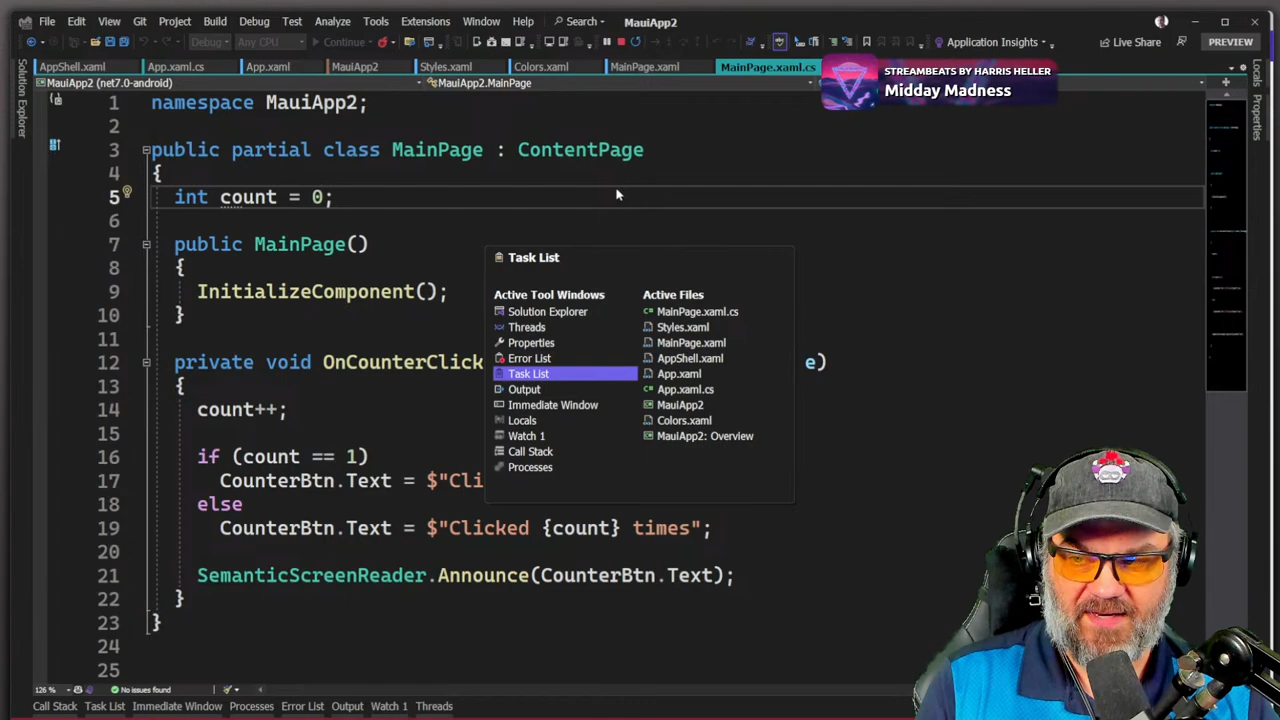 File Edit View Git Project Build Debug Test Analyze Tools Extensions Window Help Search MauiApp2
Debug Any CPU Continue Application Insights Live Share PREVIEW
AppShell.xaml App.xaml.cs App.xaml MauiApp2 Styles.xaml Colors.xaml MainPage.xaml MainPage.xaml.cs
STREAMBEATS BY HARRIS HELLER
Midday Madness
MauiApp2 (net7.0-android) MauiApp2.MainPage
Solution Explorer
Locals
Properties
1 namespace MauiApp2;
2
3 public partial class MainPage : ContentPage
4 {
5 int count = 0;
6
7 public MainPage()
8 {
9 InitializeComponent();
10 }
11
12 private void OnCounterClick e)
13 {
14 count++;
15
16 if (count == 1)
17 CounterBtn.Text = $"Cli
18 else
19 CounterBtn.Text = $"Clicked {count} times";
20
21 SemanticScreenReader.Announce(CounterBtn.Text);
22 }
23 }
24
25
Task List
Active Tool Windows
Solution Explorer
Threads
Properties
Error List
Task List
Output
Immediate Window
Locals
Watch 1
Call Stack
Processes
Active Files
MainPage.xaml.cs
Styles.xaml
MainPage.xaml
AppShell.xaml
App.xaml
App.xaml.cs
MauiApp2
Colors.xaml
MauiApp2: Overview
126 % No issues found
Call Stack Task List Immediate Window Processes Error List Output Watch 1 Threads